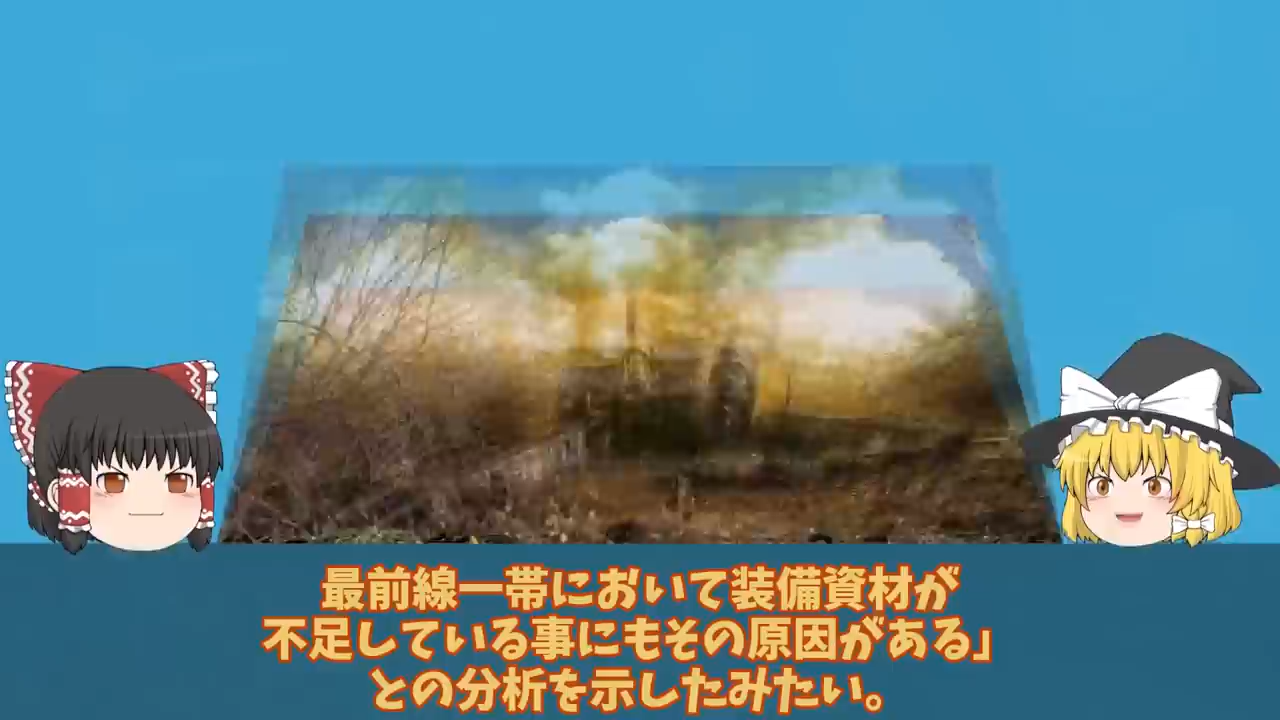 最前線一帯において装備資材が
不足している事にもその原因がある」
との分析を示したみたい。